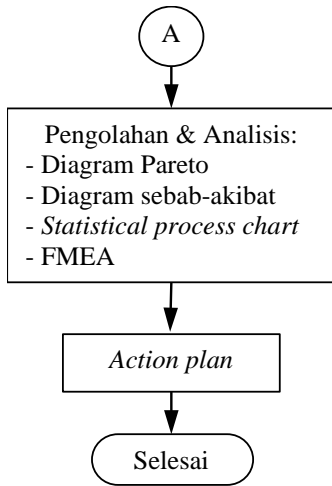 A
Pengolahan & Analisis:
- Diagram Pareto
- Diagram sebab-akibat
- Statistical process chart
- FMEA
Action plan
Selesai